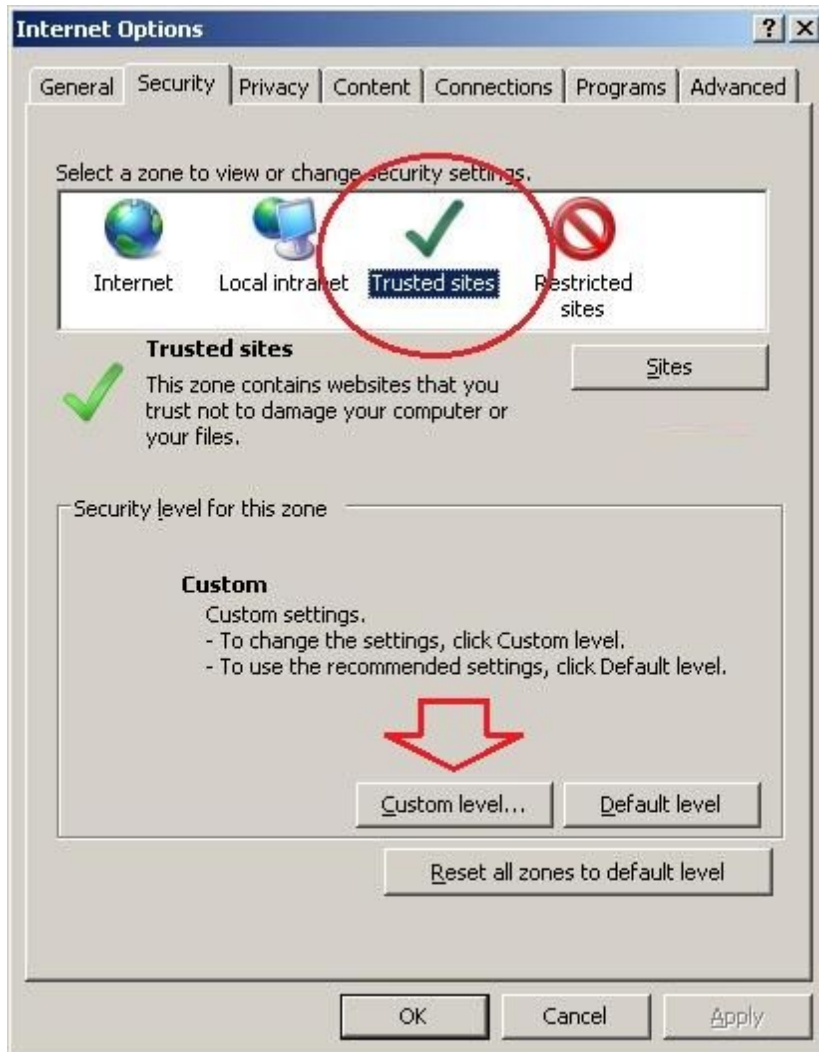 Internet Options
General Security Privacy Content Connections Programs Advanced
Select a zone to view or change security settings.
Internet Local intranet Trusted sites Restricted sites
Trusted sites
This zone contains websites that you
trust not to damage your computer or
your files.
Sites
Security level for this zone
Custom
Custom settings.
- To change the settings, click Custom level.
- To use the recommended settings, click Default level.
Custom level... Default level
Reset all zones to default level
OK Cancel Apply